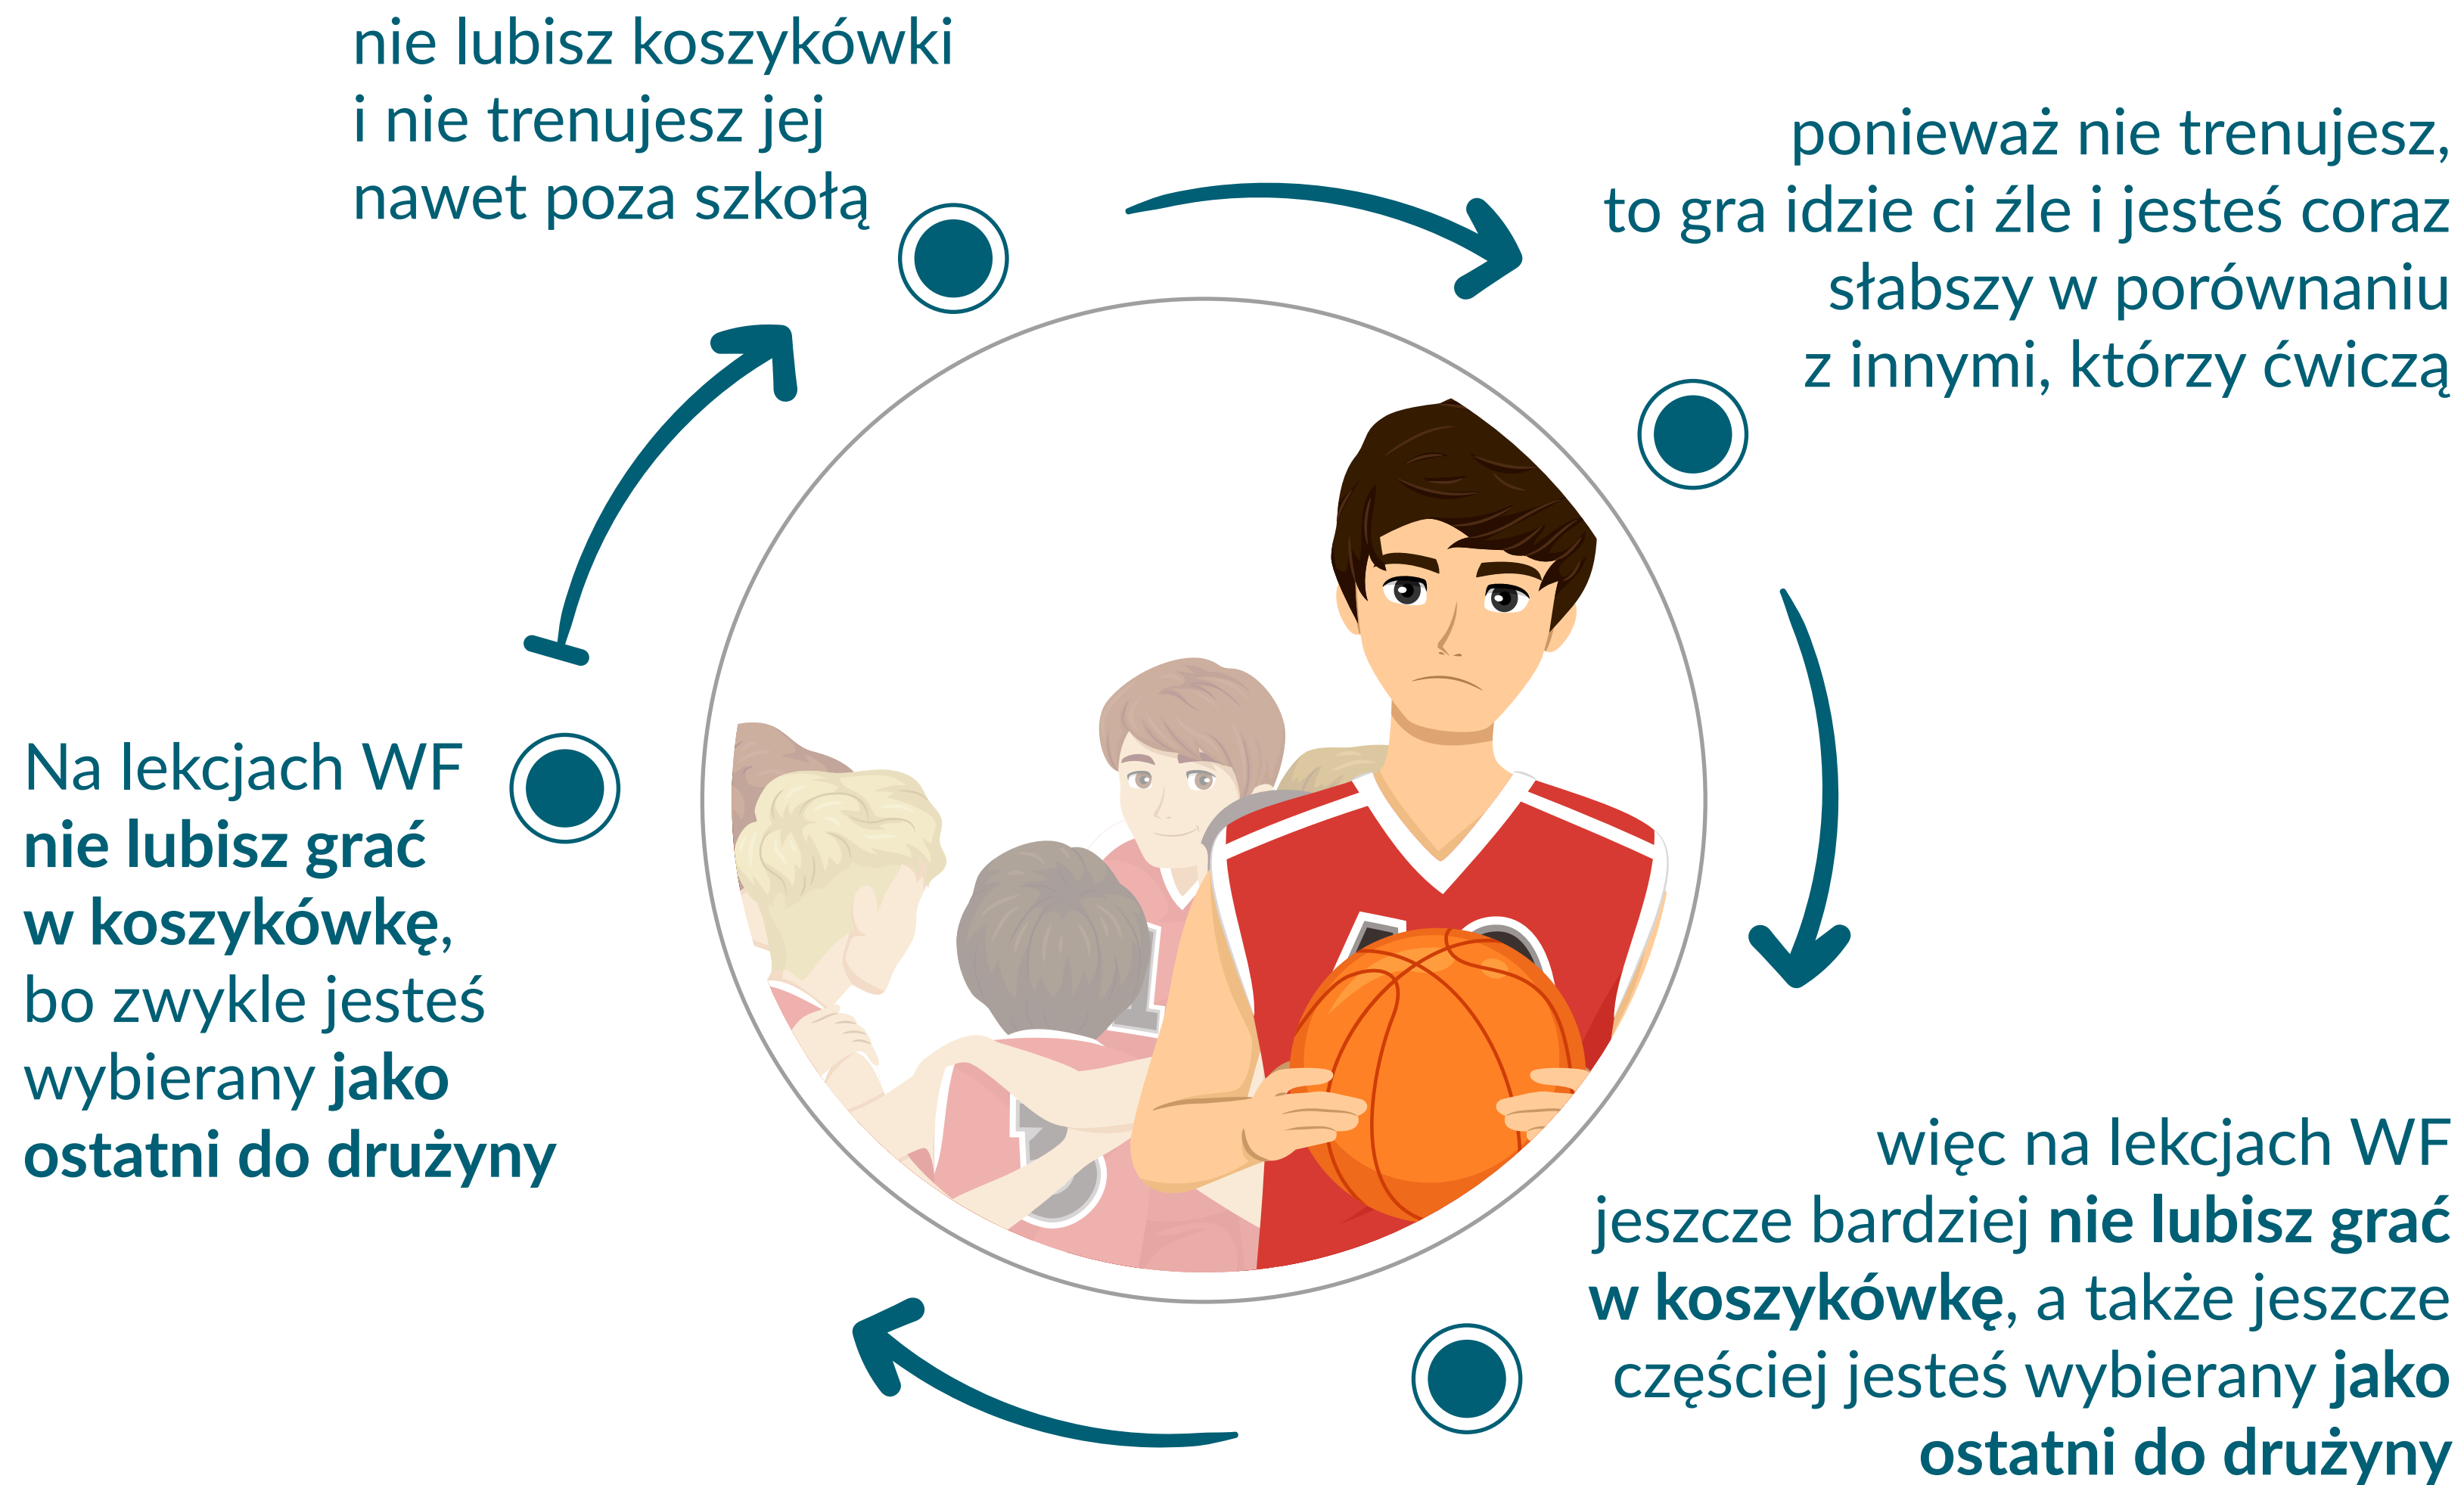 nie lubisz koszykówki
i nie trenujesz jej
nawet poza szkołą
ponieważ nie trenujesz,
to gra idzie ci źle i jesteś coraz
słabszy w porównaniu
z innymi, którzy ćwiczą
Na lekcjach WF
nie lubisz grać
w koszykówkę,
bo zwykle jesteś
wybierany jako
ostatni do drużyny
więc na lekcjach WF
jeszcze bardziej nie lubisz grać
w koszykówkę, a także jeszcze
częściej jesteś wybierany jako
ostatni do drużyny